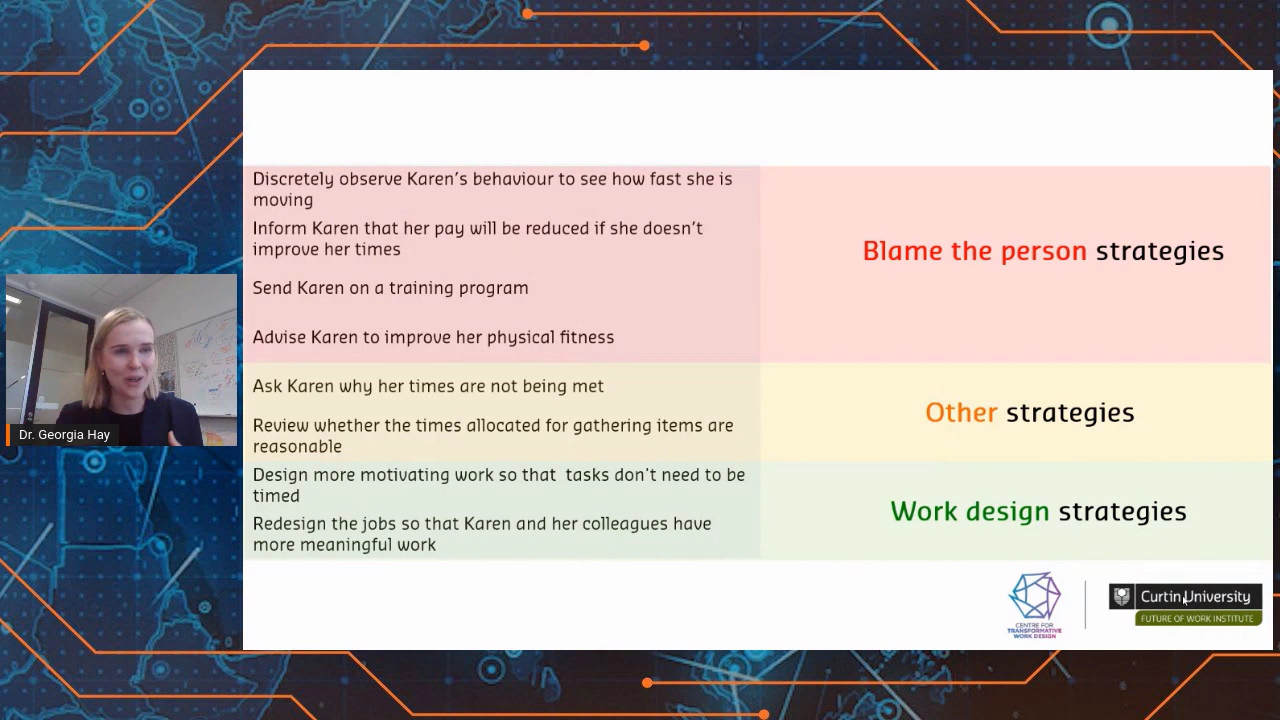 Discretely observe Karen's behaviour to see how fast she is
moving
Inform Karen that her pay will be reduced if she doesn't
improve her times
Blame the person strategies
Send Karen on a training program
Advise Karen to improve her physical fitness
Ask Karen why her times are not being met
Other strategies
Review whether the times allocated for gathering items are
reasonable
Design more motivating work so that tasks don't need to be
timed
Work design strategies
Redesign the jobs so that Karen and her colleagues have
more meaningful work
Dr. Georgia Hay
CENTRE FOR
TRANSFORMATIVE
WORK DESIGN
Curtin University
FUTURE OF WORK INSTITUTE